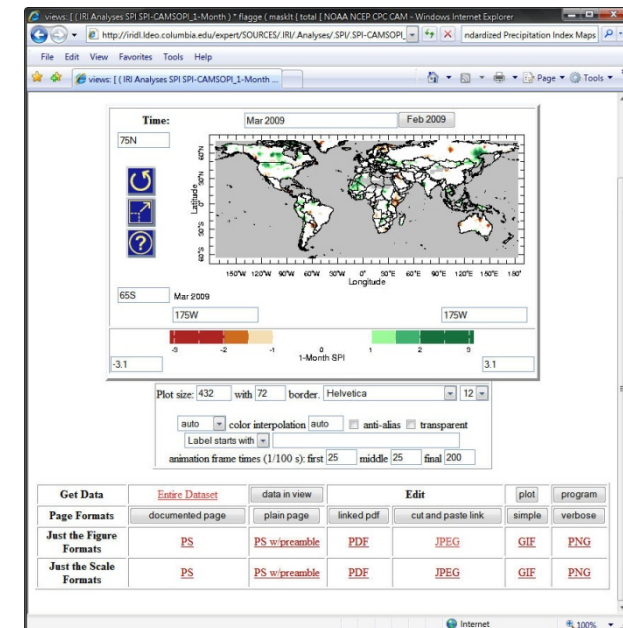 views: [ ( IRI Analyses SPI SPI-CAMSOPI_1-Month ) * flagge ( maskIt ( total [ NOAA NCEP CPC CAM - Windows Internet Explorer
http://iridl.ldeo.columbia.edu/expert/SOURCES/.IRI/.Analyses/.SPI/.SPI-CAMSOPI_ ndardized Precipitation Index Maps
File Edit View Favorites Tools Help
views: [ ( IRI Analyses SPI SPI-CAMSOPI_1-Month ... Page Tools
Time: Mar 2009 Feb 2009
75N
60°N
30°N
0°
30°S
60°S
Latitude
150°W 120°W 90°W 60°W 30°W 0° 30°E 60°E 90°E 120°E 150°E 180°
Longitude
65S Mar 2009
175W 175W
-3 -2 -1 0 1 2 3
1-Month SPI
-3.1 3.1
Plot size: 432 with 72 border. Helvetica 12
auto color interpolation auto anti-alias transparent
Label starts with
animation frame times (1/100 s): first 25 middle 25 final 200
Get Data Entire Dataset data in view Edit plot program
Page Formats documented page plain page linked pdf cut and paste link simple verbose
Just the Figure Formats PS PS w/preamble PDF JPEG GIF PNG
Just the Scale Formats PS PS w/preamble PDF JPEG GIF PNG
Internet 100%